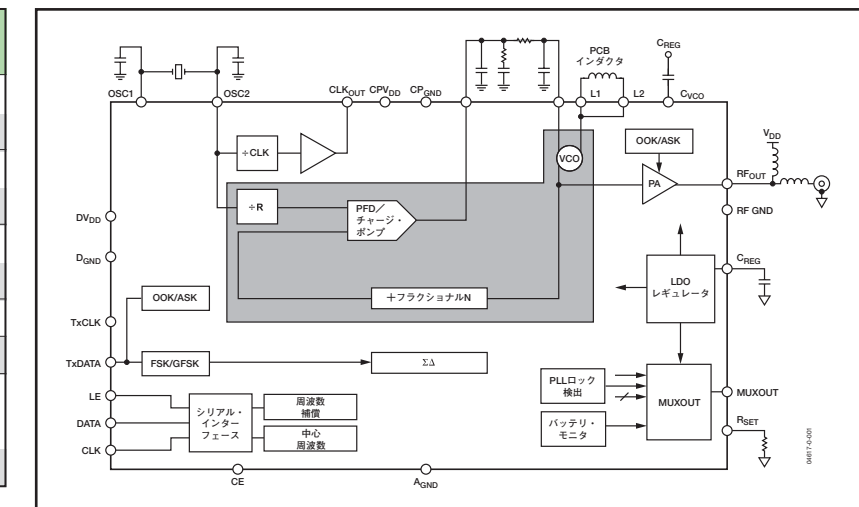 PCB
インダクタ
CREG
OSC1
OSC2
CLKOUT
CPVDD
CPGND
L1
L2
CVCO
÷CLK
VCO
OOK/ASK
VDD
PA
RFOUT
÷R
PFD／
チャージ・
ポンプ
RF GND
DVDD
DGND
LDO
レギュレータ
CREG
OOK/ASK
＋フラクショナルN
TxCLK
TxDATA
FSK/GFSK
ΣΔ
PLLロック
検出
MUXOUT
MUXOUT
LE
DATA
CLK
シリアル・
インター
フェース
周波数
補償
中心
周波数
バッテリ・
モニタ
RSET
CE
AGND
04617-0-001